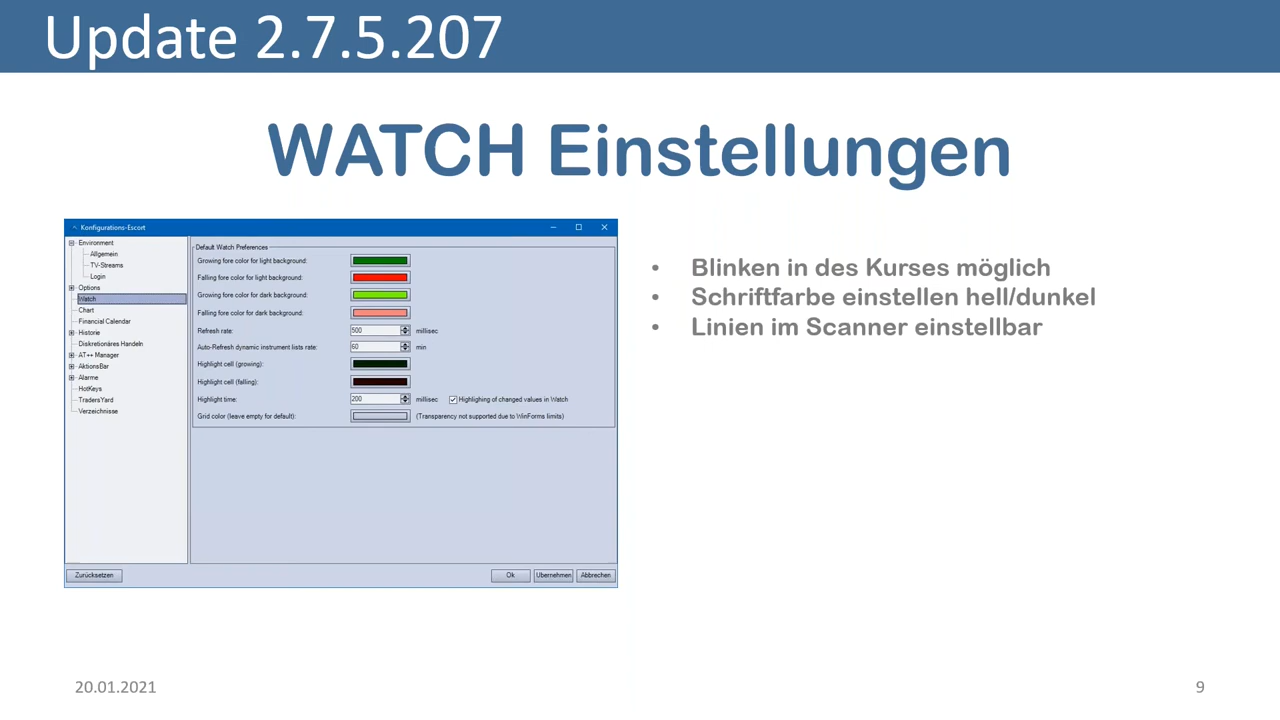 Update 2.7.5.207
WATCH Einstellungen
Konfigurations-Escort
Environment
Allgemein
TV-Streams
Login
Options
Watch
Chart
Financial Calendar
Historie
Diskretionäres Handeln
AT++ Manager
AktionsBar
Alarme
HotKeys
TradersYard
Verzeichnisse
Default Watch Preferences
Growing fore color for light background:
Falling fore color for light background:
Growing fore color for dark background:
Falling fore color for dark background:
Refresh rate: 500 millisec
Auto-Refresh dynamic instrument lists rate: 60 min
Highlight cell (growing):
Highlight cell (falling):
Highlight time: 200 millisec Highlighing of changed values in Watch
Grid color (leave empty for default): (Transparency not supported due to WinForms limits)
Zurücksetzen Ok Übernehmen Abbrechen
• Blinken in des Kurses möglich
• Schriftfarbe einstellen hell/dunkel
• Linien im Scanner einstellbar
20.01.2021
9